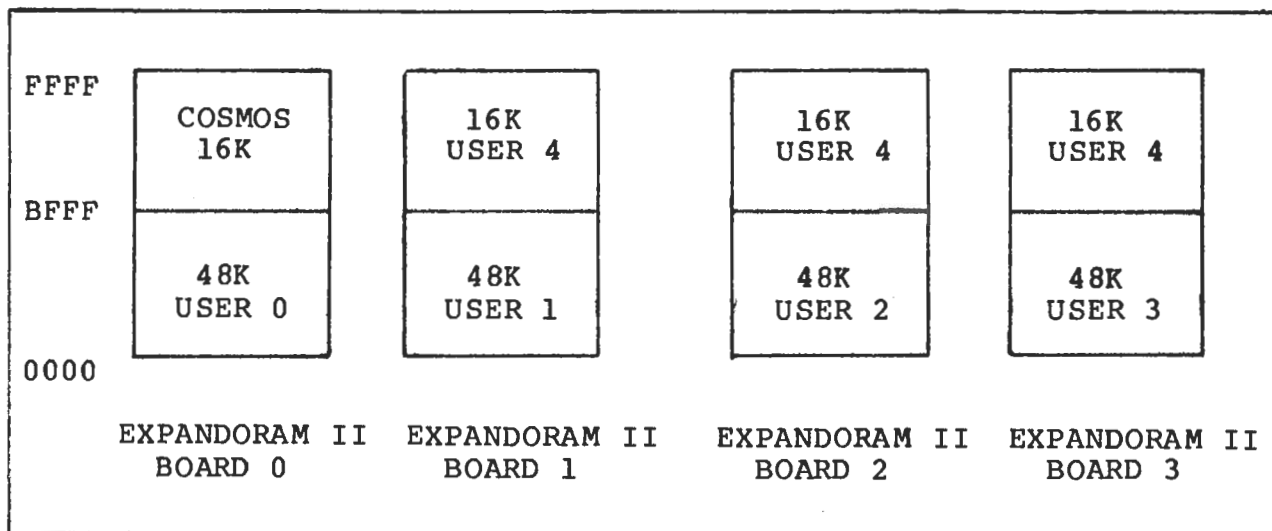 FFFF
COSMOS
16K
16K
USER 4
16K
USER 4
16K
USER 4
BFFF
48K
USER 0
48K
USER 1
48K
USER 2
48K
USER 3
0000
EXPANDORAM II
BOARD 0
EXPANDORAM II
BOARD 1
EXPANDORAM II
BOARD 2
EXPANDORAM II
BOARD 3